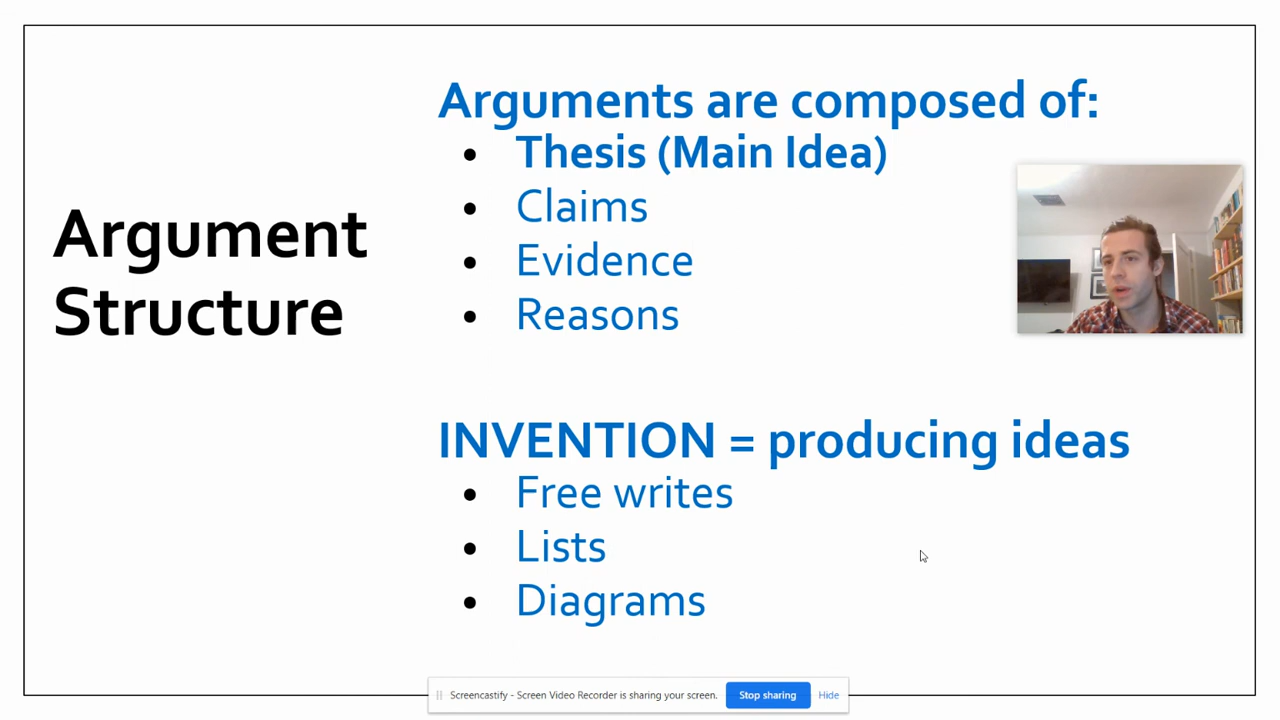 Argument
Structure
Arguments are composed of:
• Thesis (Main Idea)
• Claims
• Evidence
• Reasons
INVENTION = producing ideas
• Free writes
• Lists
• Diagrams
Screencastify - Screen Video Recorder is sharing your screen. Stop sharing Hide